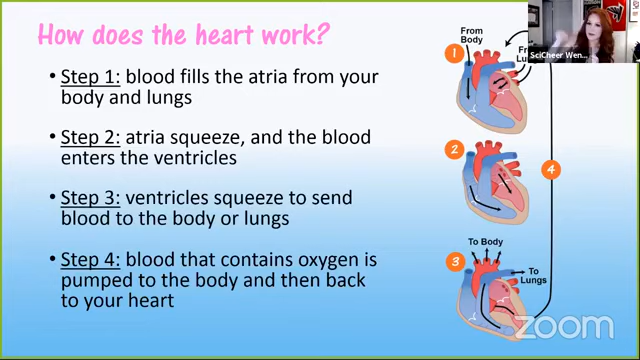 How does the heart work?
• Step 1: blood fills the atria from your
body and lungs
• Step 2: atria squeeze, and the blood
enters the ventricles
• Step 3: ventricles squeeze to send
blood to the body or lungs
• Step 4: blood that contains oxygen is
pumped to the body and then back
to your heart
From
Body
1
From
SciCheer Wen...
2
4
3
To Body
To
Lungs
zoom